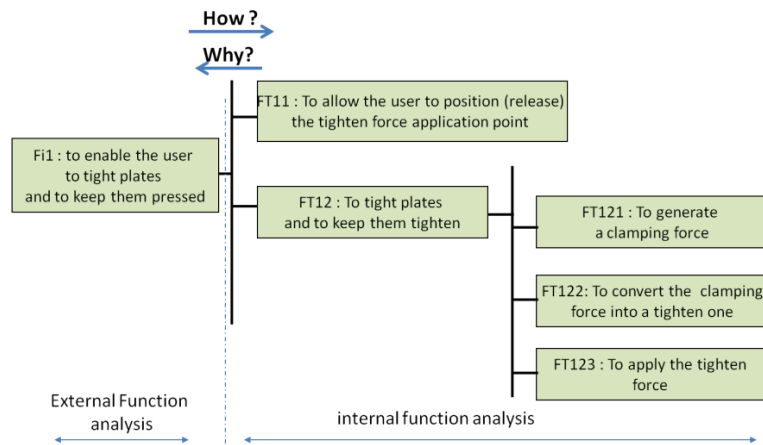 How ?
Why?
FT11 : To allow the user to position (release)
the tighten force application point
Fi1 : to enable the user
to tight plates
and to keep them pressed
FT12 : To tight plates
and to keep them tighten
FT121 : To generate
a clamping force
FT122: To convert the clamping
force into a tighten one
FT123 : To apply the tighten
force
External Function
analysis
internal function analysis